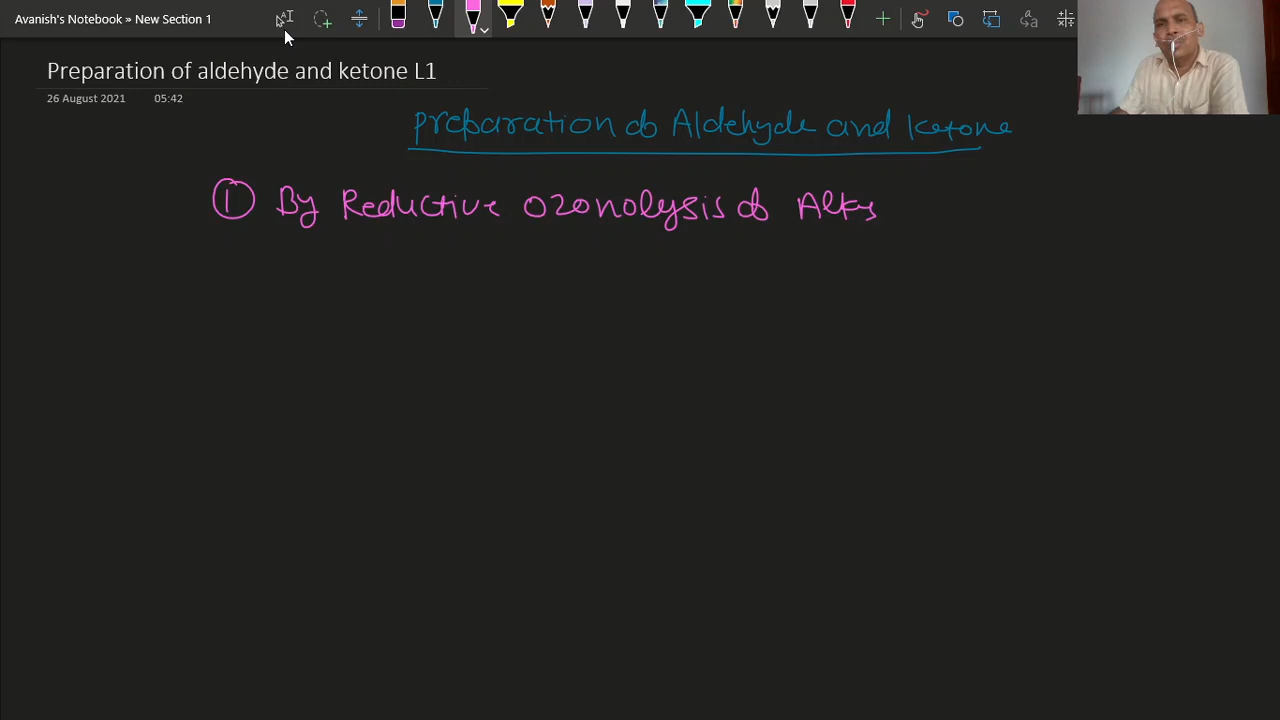 Avanish's Notebook » New Section 1
Preparation of aldehyde and ketone L1
26 August 2021 05:42
Preparation of Aldehyde and Ketone
① By Reductive Ozonolysis of